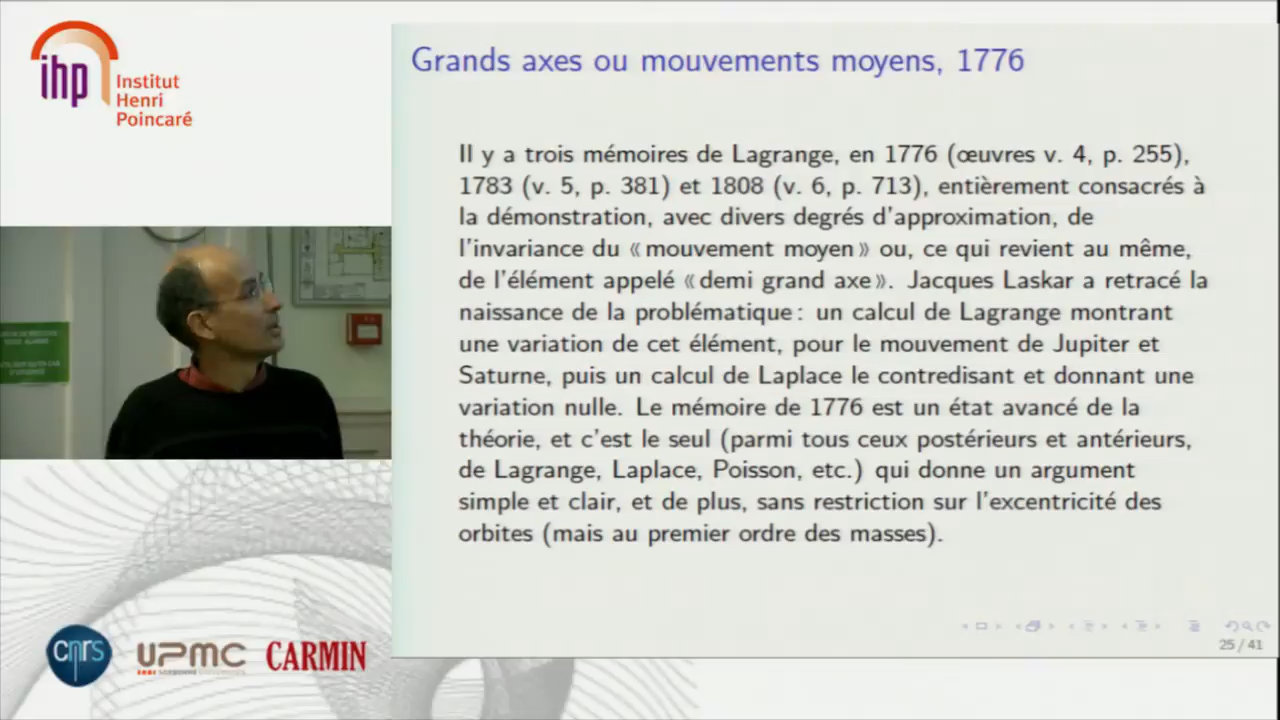 ihp
Institut
Henri
Poincaré
Grands axes ou mouvements moyens, 1776
Il y a trois mémoires de Lagrange, en 1776 (œuvres v. 4, p. 255),
1783 (v. 5, p. 381) et 1808 (v. 6, p. 713), entièrement consacrés à
la démonstration, avec divers degrés d'approximation, de
l'invariance du « mouvement moyen » ou, ce qui revient au même,
de l'élément appelé « demi grand axe ». Jacques Laskar a retracé la
naissance de la problématique : un calcul de Lagrange montrant
une variation de cet élément, pour le mouvement de Jupiter et
Saturne, puis un calcul de Laplace le contredisant et donnant une
variation nulle. Le mémoire de 1776 est un état avancé de la
théorie, et c'est le seul (parmi tous ceux postérieurs et antérieurs,
de Lagrange, Laplace, Poisson, etc.) qui donne un argument
simple et clair, et de plus, sans restriction sur l'excentricité des
orbites (mais au premier ordre des masses).
25 / 41
cnrs
UPMC
CARMIN